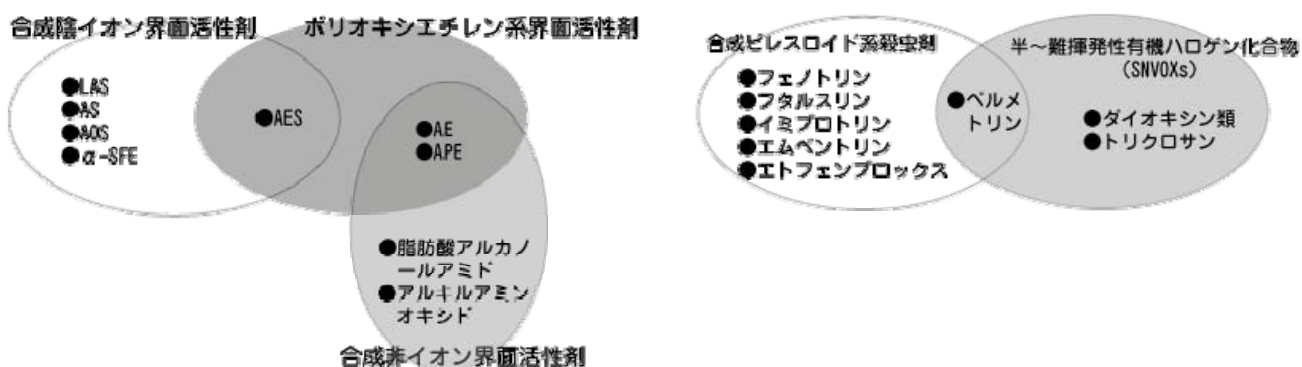 合成陰イオン界面活性剤
ポリオキシエチレン系界面活性剤
●LAS
●AS
●AOS
●α-SFE
●AES
●AE
●APE
●脂肪酸アルカノ
ールアミド
●アルキルアミン
オキシド
合成非イオン界面活性剤
合成ピレスロイド系殺虫剤
半～難揮発性有機ハロゲン化合物
(SNVOXs)
●フェノトリン
●フタルスリン
●イミプロトリン
●エムペントリン
●エトフェンプロックス
●ペルメ
トリン
●ダイオキシン類
●トリクロサン